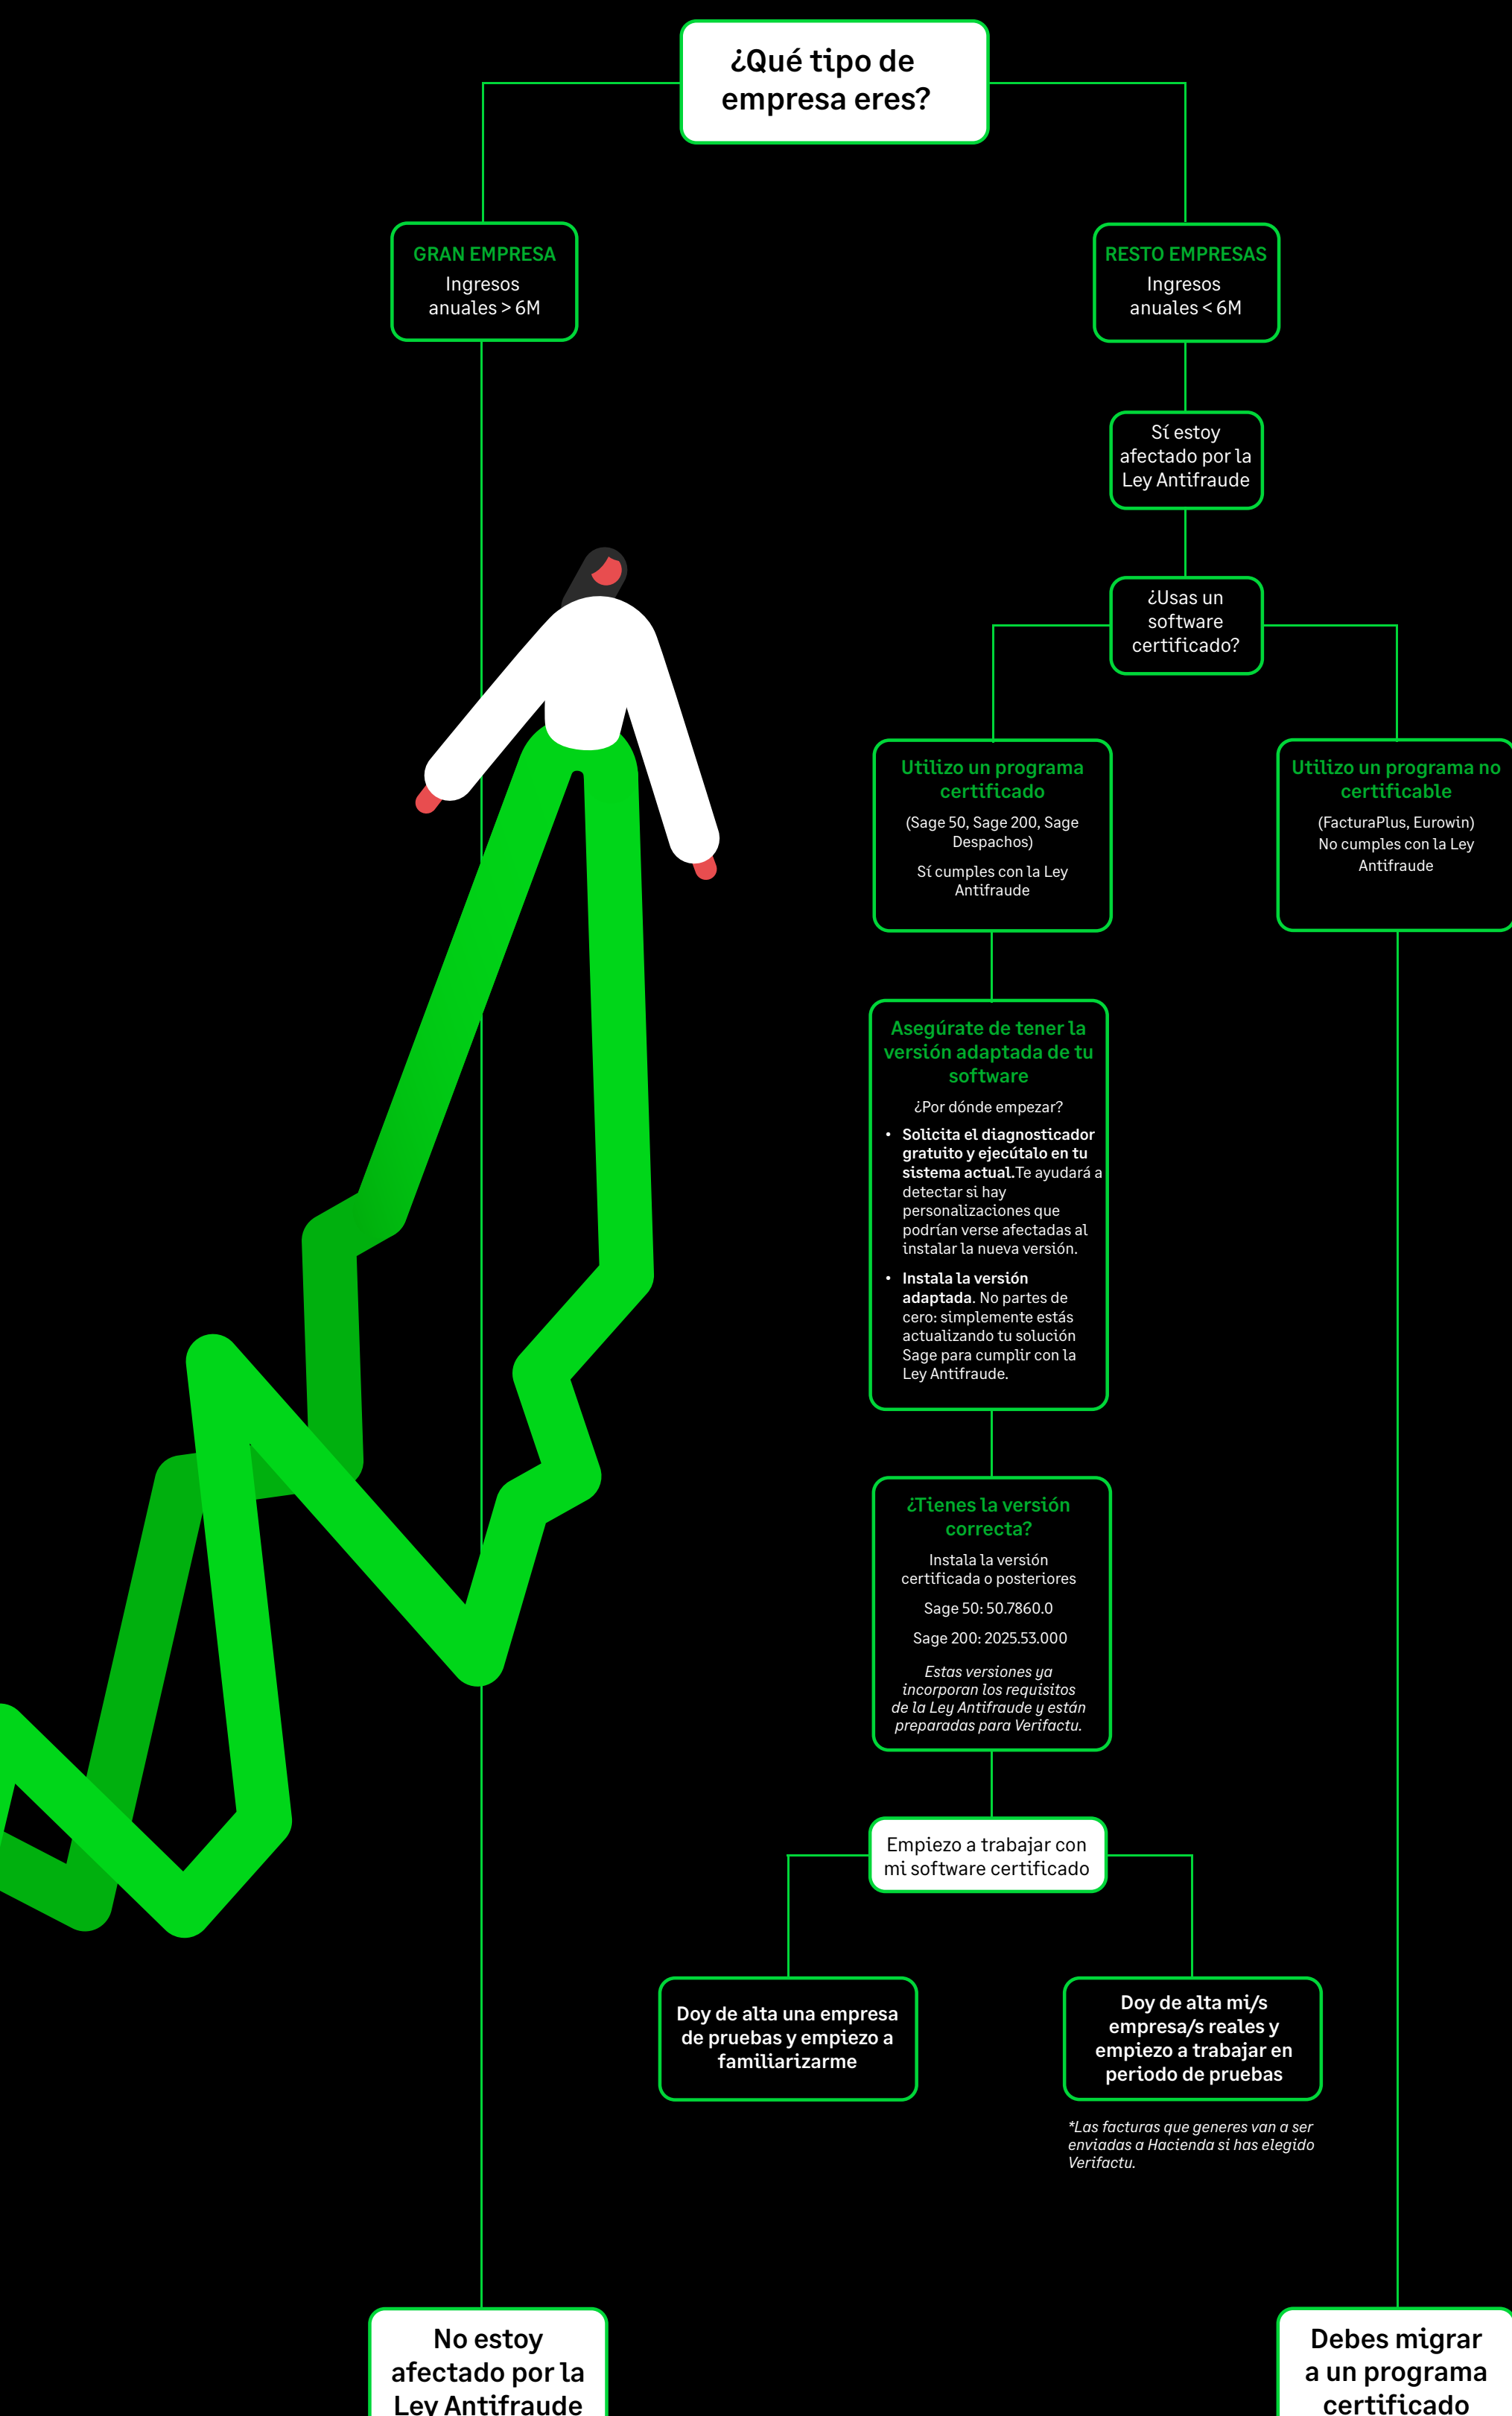 ¿Qué tipo de
empresa eres?
GRAN EMPRESA
Ingresos
anuales > 6M
RESTO EMPRESAS
Ingresos
anuales < 6M
Sí estoy
afectado por la
Ley Antifraude
¿Usas un
software
certificado?
Utilizo un programa
certificado
(Sage 50, Sage 200, Sage
Despachos)
Sí cumples con la Ley
Antifraude
Utilizo un programa no
certificable
(FacturaPlus, Eurowin)
No cumples con la Ley
Antifraude
Asegúrate de tener la
versión adaptada de tu
software
¿Por dónde empezar?
• Solicita el diagnosticador
gratuito y ejecútalo en tu
sistema actual.Te ayudará a
detectar si hay
personalizaciones que
podrían verse afectadas al
instalar la nueva versión.
• Instala la versión
adaptada. No partes de
cero: simplemente estás
actualizando tu solución
Sage para cumplir con la
Ley Antifraude.
¿Tienes la versión
correcta?
Instala la versión
certificada o posteriores
Sage 50: 50.7860.0
Sage 200: 2025.53.000
Estas versiones ya
incorporan los requisitos
de la Ley Antifraude y están
preparadas para Verifactu.
Empiezo a trabajar con
mi software certificado
Doy de alta una empresa
de pruebas y empiezo a
familiarizarme
Doy de alta mi/s
empresa/s reales y
empiezo a trabajar en
periodo de pruebas
*Las facturas que generes van a ser
enviadas a Hacienda si has elegido
Verifactu.
No estoy
afectado por la
Ley Antifraude
Debes migrar
a un programa
certificado